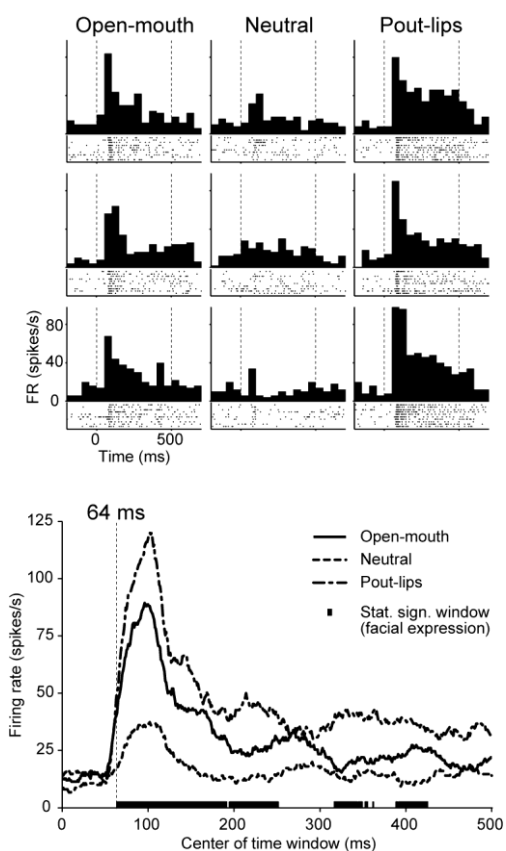 Open-mouth Neutral Pout-lips
80
40
0
FR (spikes/s)
0 500
Time (ms)
64 ms
125
100
75
50
25
0
Firing rate (spikes/s)
Open-mouth
Neutral
Pout-lips
Stat. sign. window
(facial expression)
0 100 200 300 400 500
Center of time window (ms)